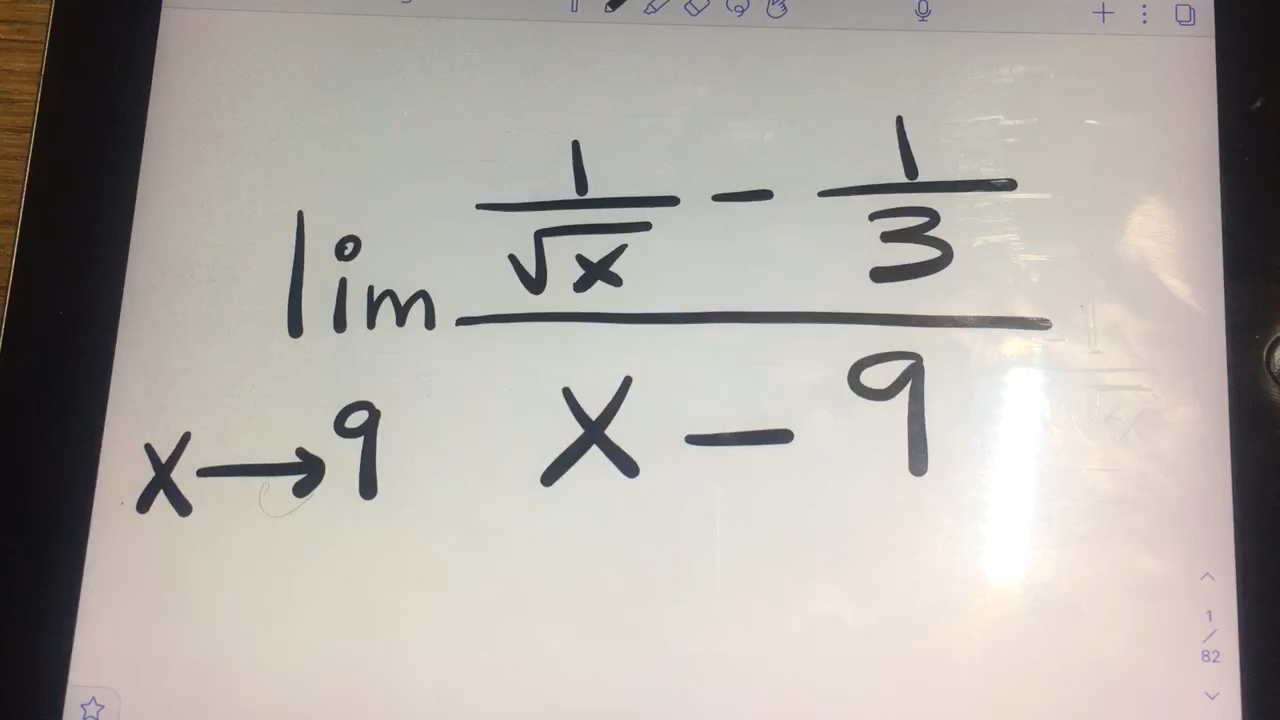 lim (1/√x - 1/3)/(x - 9)
x→9
1
/
82